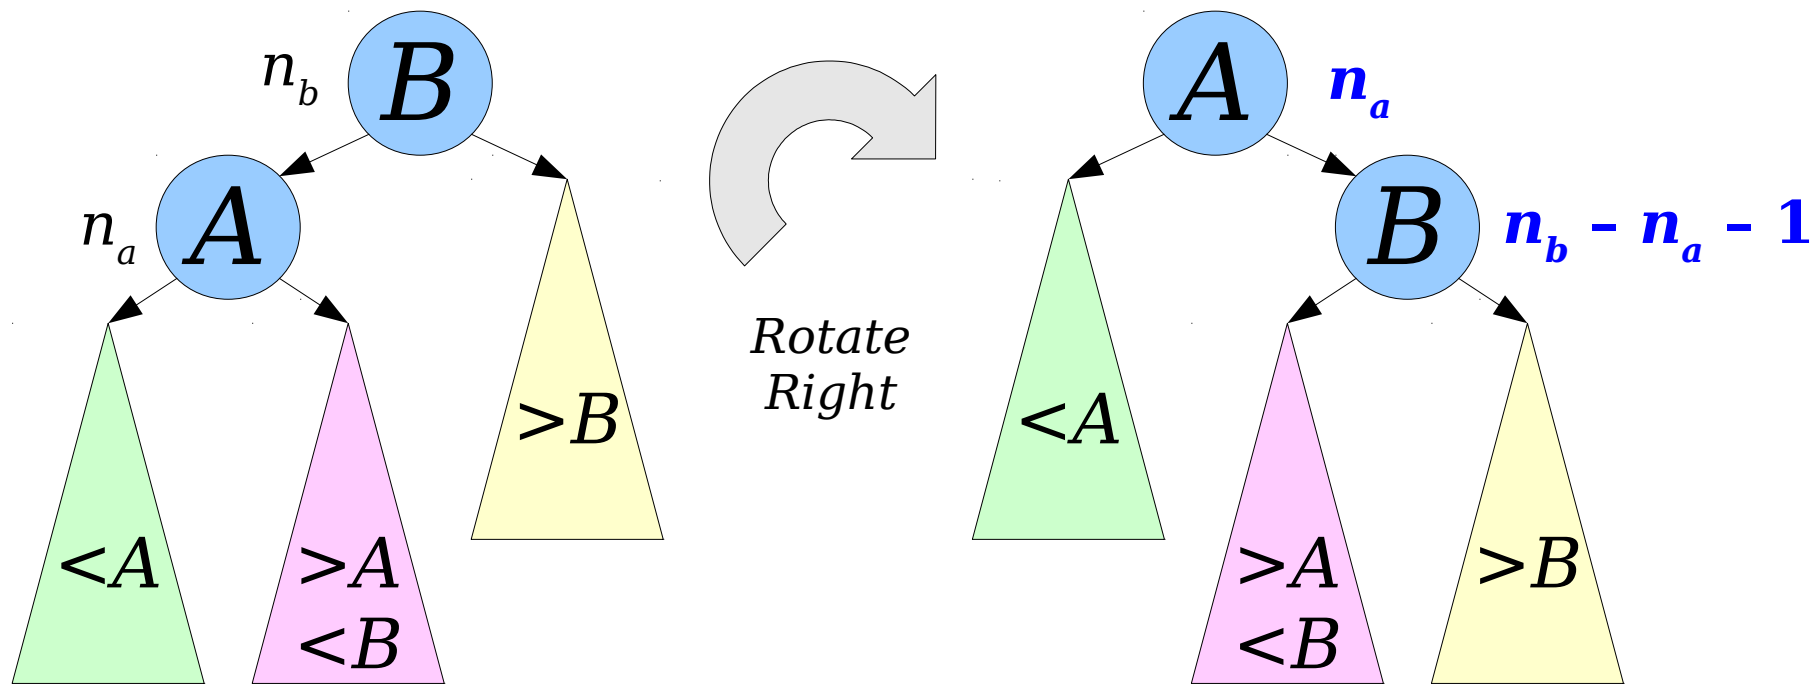 n_b
B
n_a
A
<A
>A
<B
>B
Rotate
Right
A
n_a
B
n_b – n_a – 1
<A
>A
<B
>B